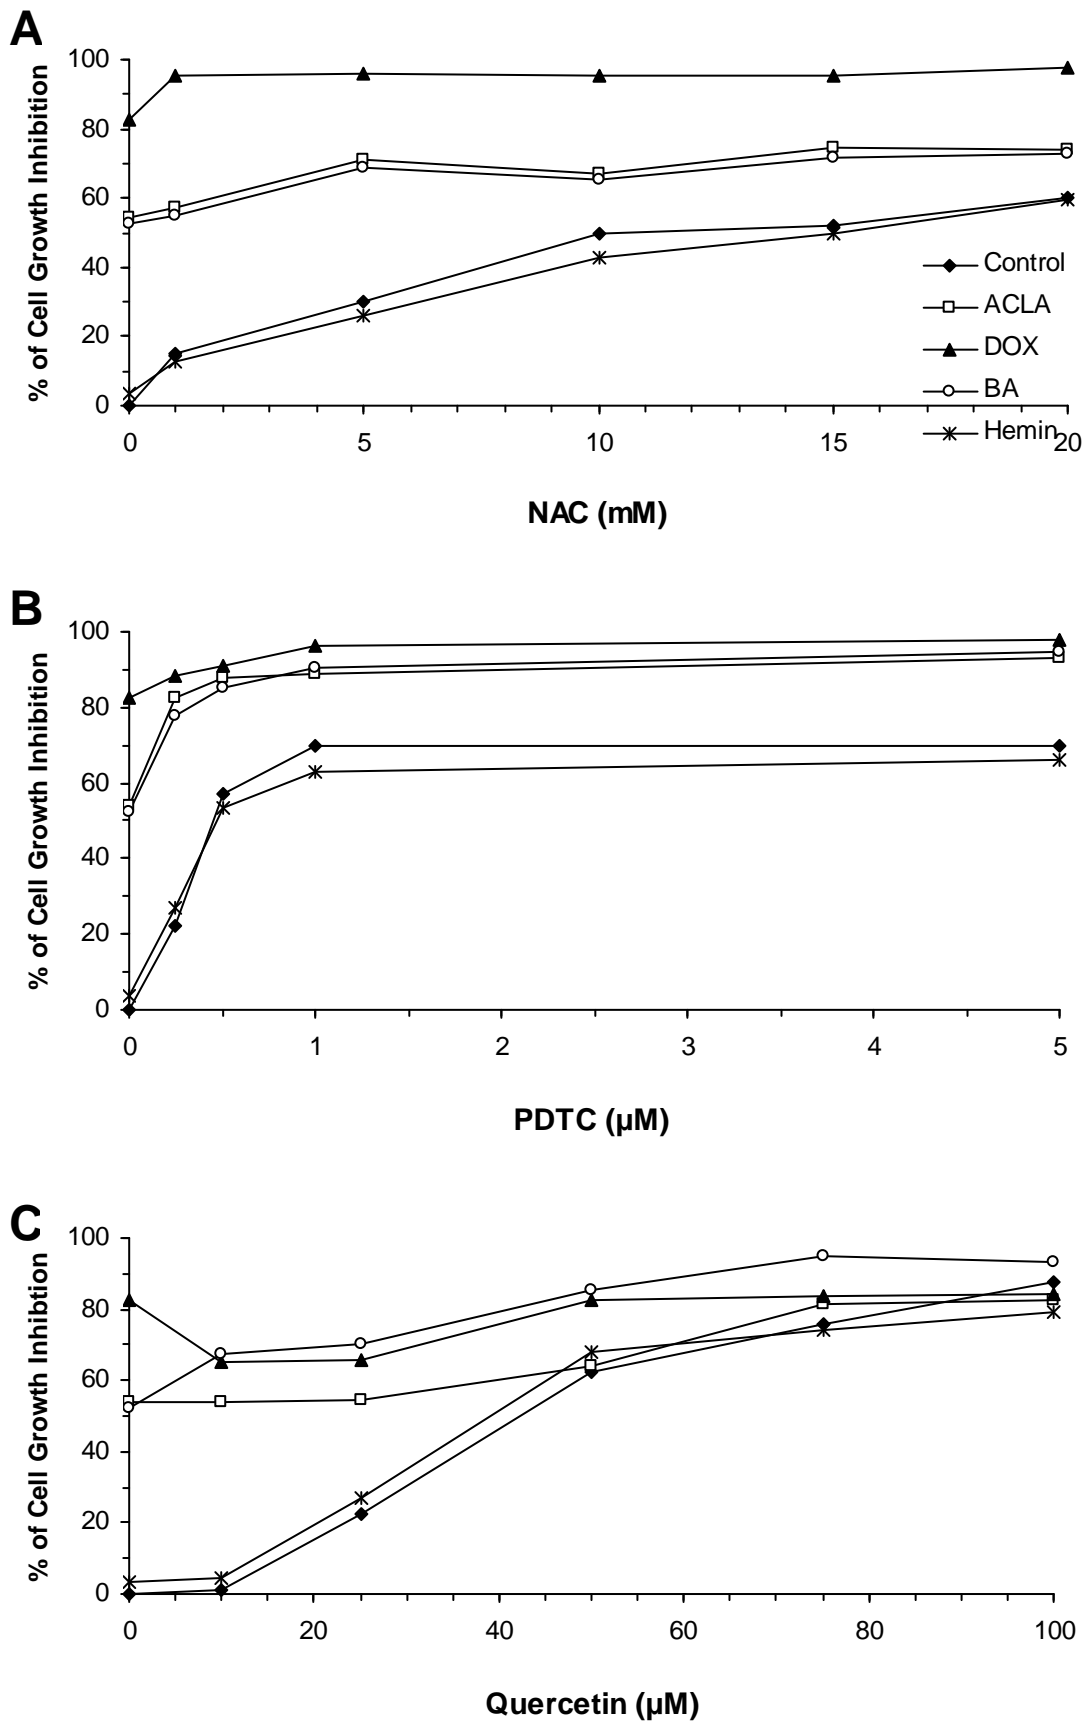 A
% of Cell Growth Inhibition
100
80
60
40
20
0
0 5 10 15 20
Control
ACLA
DOX
BA
Hemin
NAC (mM)
B
% of Cell Growth Inhibition
100
80
60
40
20
0
0 1 2 3 4 5
PDTC (µM)
C
% of Cell Growth Inhibtion
100
80
60
40
20
0
0 20 40 60 80 100
Quercetin (µM)